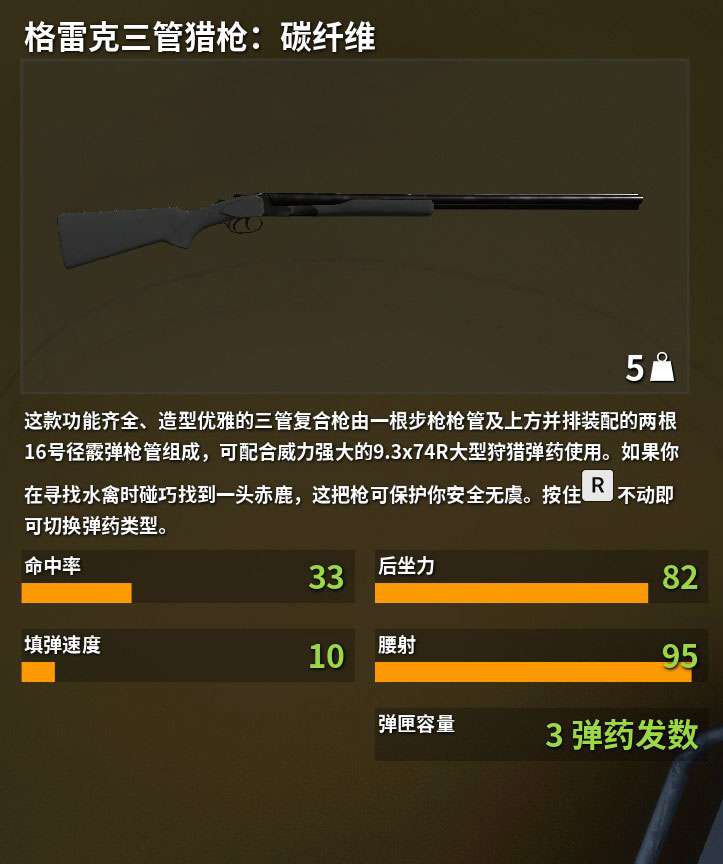 格雷克三管猎枪：碳纤维
5
这款功能齐全、造型优雅的三管复合枪由一根步枪枪管及上方并排装配的两根
16号径霰弹枪管组成，可配合威力强大的9.3x74R大型狩猎弹药使用。如果你
在寻找水禽时碰巧找到一头赤鹿，这把枪可保护你安全无虞。按住 R 不动即
可切换弹药类型。
命中率 33
后坐力 82
填弹速度 10
腰射 95
弹匣容量 3 弹药发数